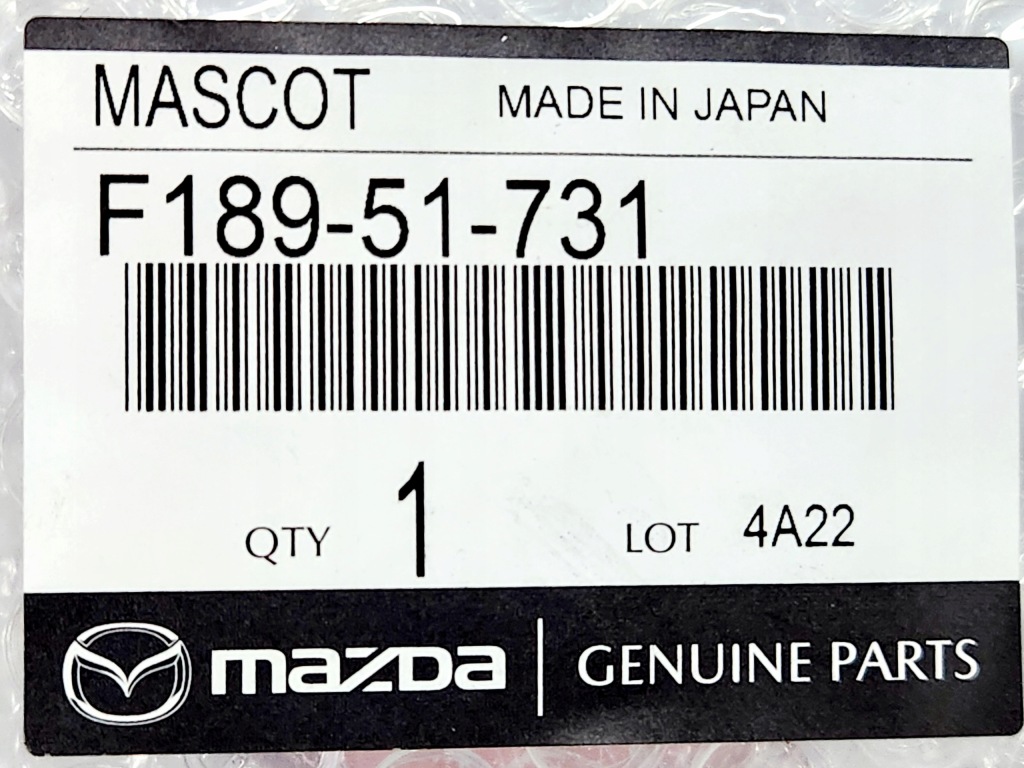 MASCOT MADE IN JAPAN
F189-51-731
QTY 1 LOT 4A22
mazda GENUINE PARTS